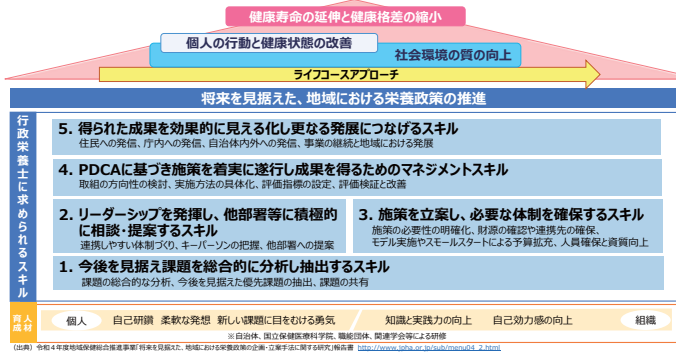 健康寿命の延伸と健康格差の縮小
個人の行動と健康状態の改善
社会環境の質の向上
ライフコースアプローチ
将来を見据えた、地域における栄養政策の推進
行政栄養士に求められるスキル
5. 得られた成果を効果的に見える化し更なる発展につなげるスキル
住民への発信、庁内への発信、自治体内外への発信、事業の継続と地域における発展
4. PDCAに基づき施策を着実に遂行し成果を得るためのマネジメントスキル
取組の方向性の検討、実施方法の具体化、評価指標の設定、評価検証と改善
2. リーダーシップを発揮し、他部署等に積極的
に相談・提案するスキル
連携しやすい体制づくり、キーパーソンの把握、他部署への提案
3. 施策を立案し、必要な体制を確保するスキル
施策の必要性の明確化、財源の確認や連携先の確保、
モデル実施やスモールスタートによる予算拡充、人員確保と資質向上
1. 今後を見据え課題を総合的に分析し抽出するスキル
課題の総合的な分析、今後を見据えた優先課題の抽出、課題の共有
人材
育成
個人
自己研鑽 柔軟な発想 新しい課題に目をむける勇気
知識と実践力の向上 自己効力感の向上
組織
※自治体、国立保健医療科学院、職能団体、関連学会等による研修
(出典)令和4年度地域保健総合推進事業「将来を見据えた、地域における栄養政策の企画・立案手法に関する研究」報告書 http://www.jpha.or.jp/sub/menu04_2.html